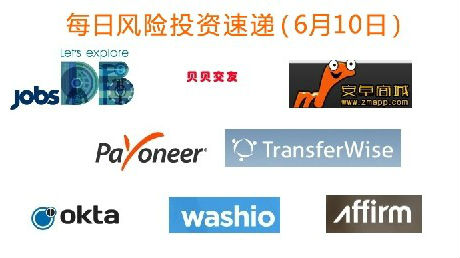 每日风险投资速递(6月10日)
Let's explore
jobsDB
贝贝交友
安卓商城
www.zmapp.com
Payoneer
TransferWise
okta
washio
affirm